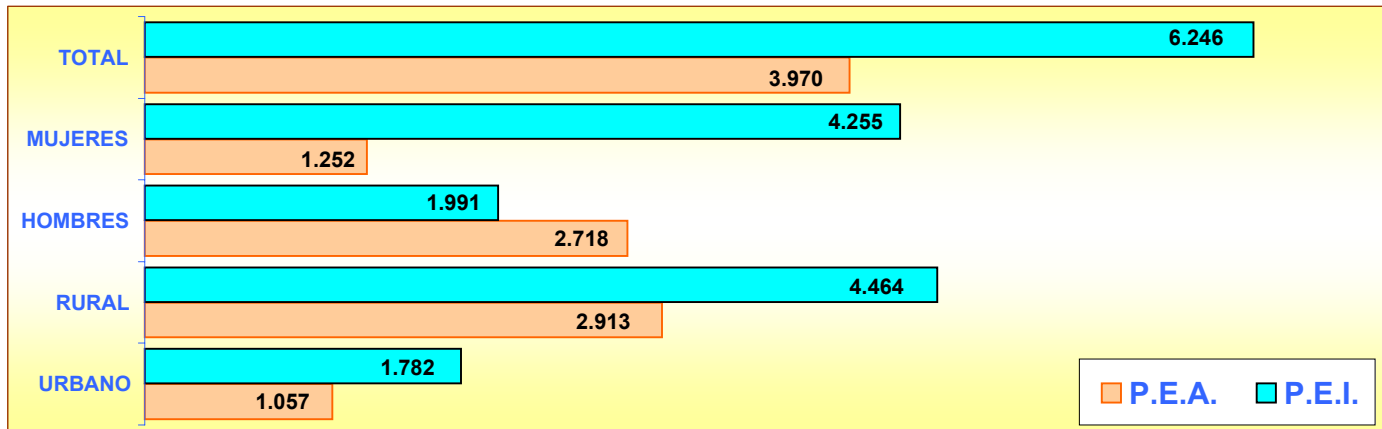 6.246
TOTAL
3.970
4.255
MUJERES
1.252
1.991
HOMBRES
2.718
4.464
RURAL
2.913
1.782
URBANO
1.057
P.E.A. P.E.I.